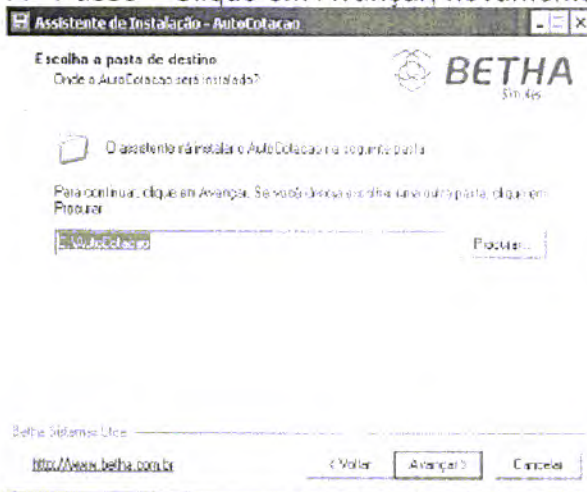 Assistente de Instalação - AutoCotacao
Escolha a pasta de destino
Onde o AutoCotacao será instalado?
BETHA
O assistente irá instalar o AutoCotacao na seguinte pasta
Para continuar, clique em Avançar. Se você deseja escolher uma outra pasta, clique em
Procurar
C:\AutoCotacao
Procurar...
Betha Sistemas Ltda
http://www.betha.com.br
< Voltar
Avançar >
Cancelar